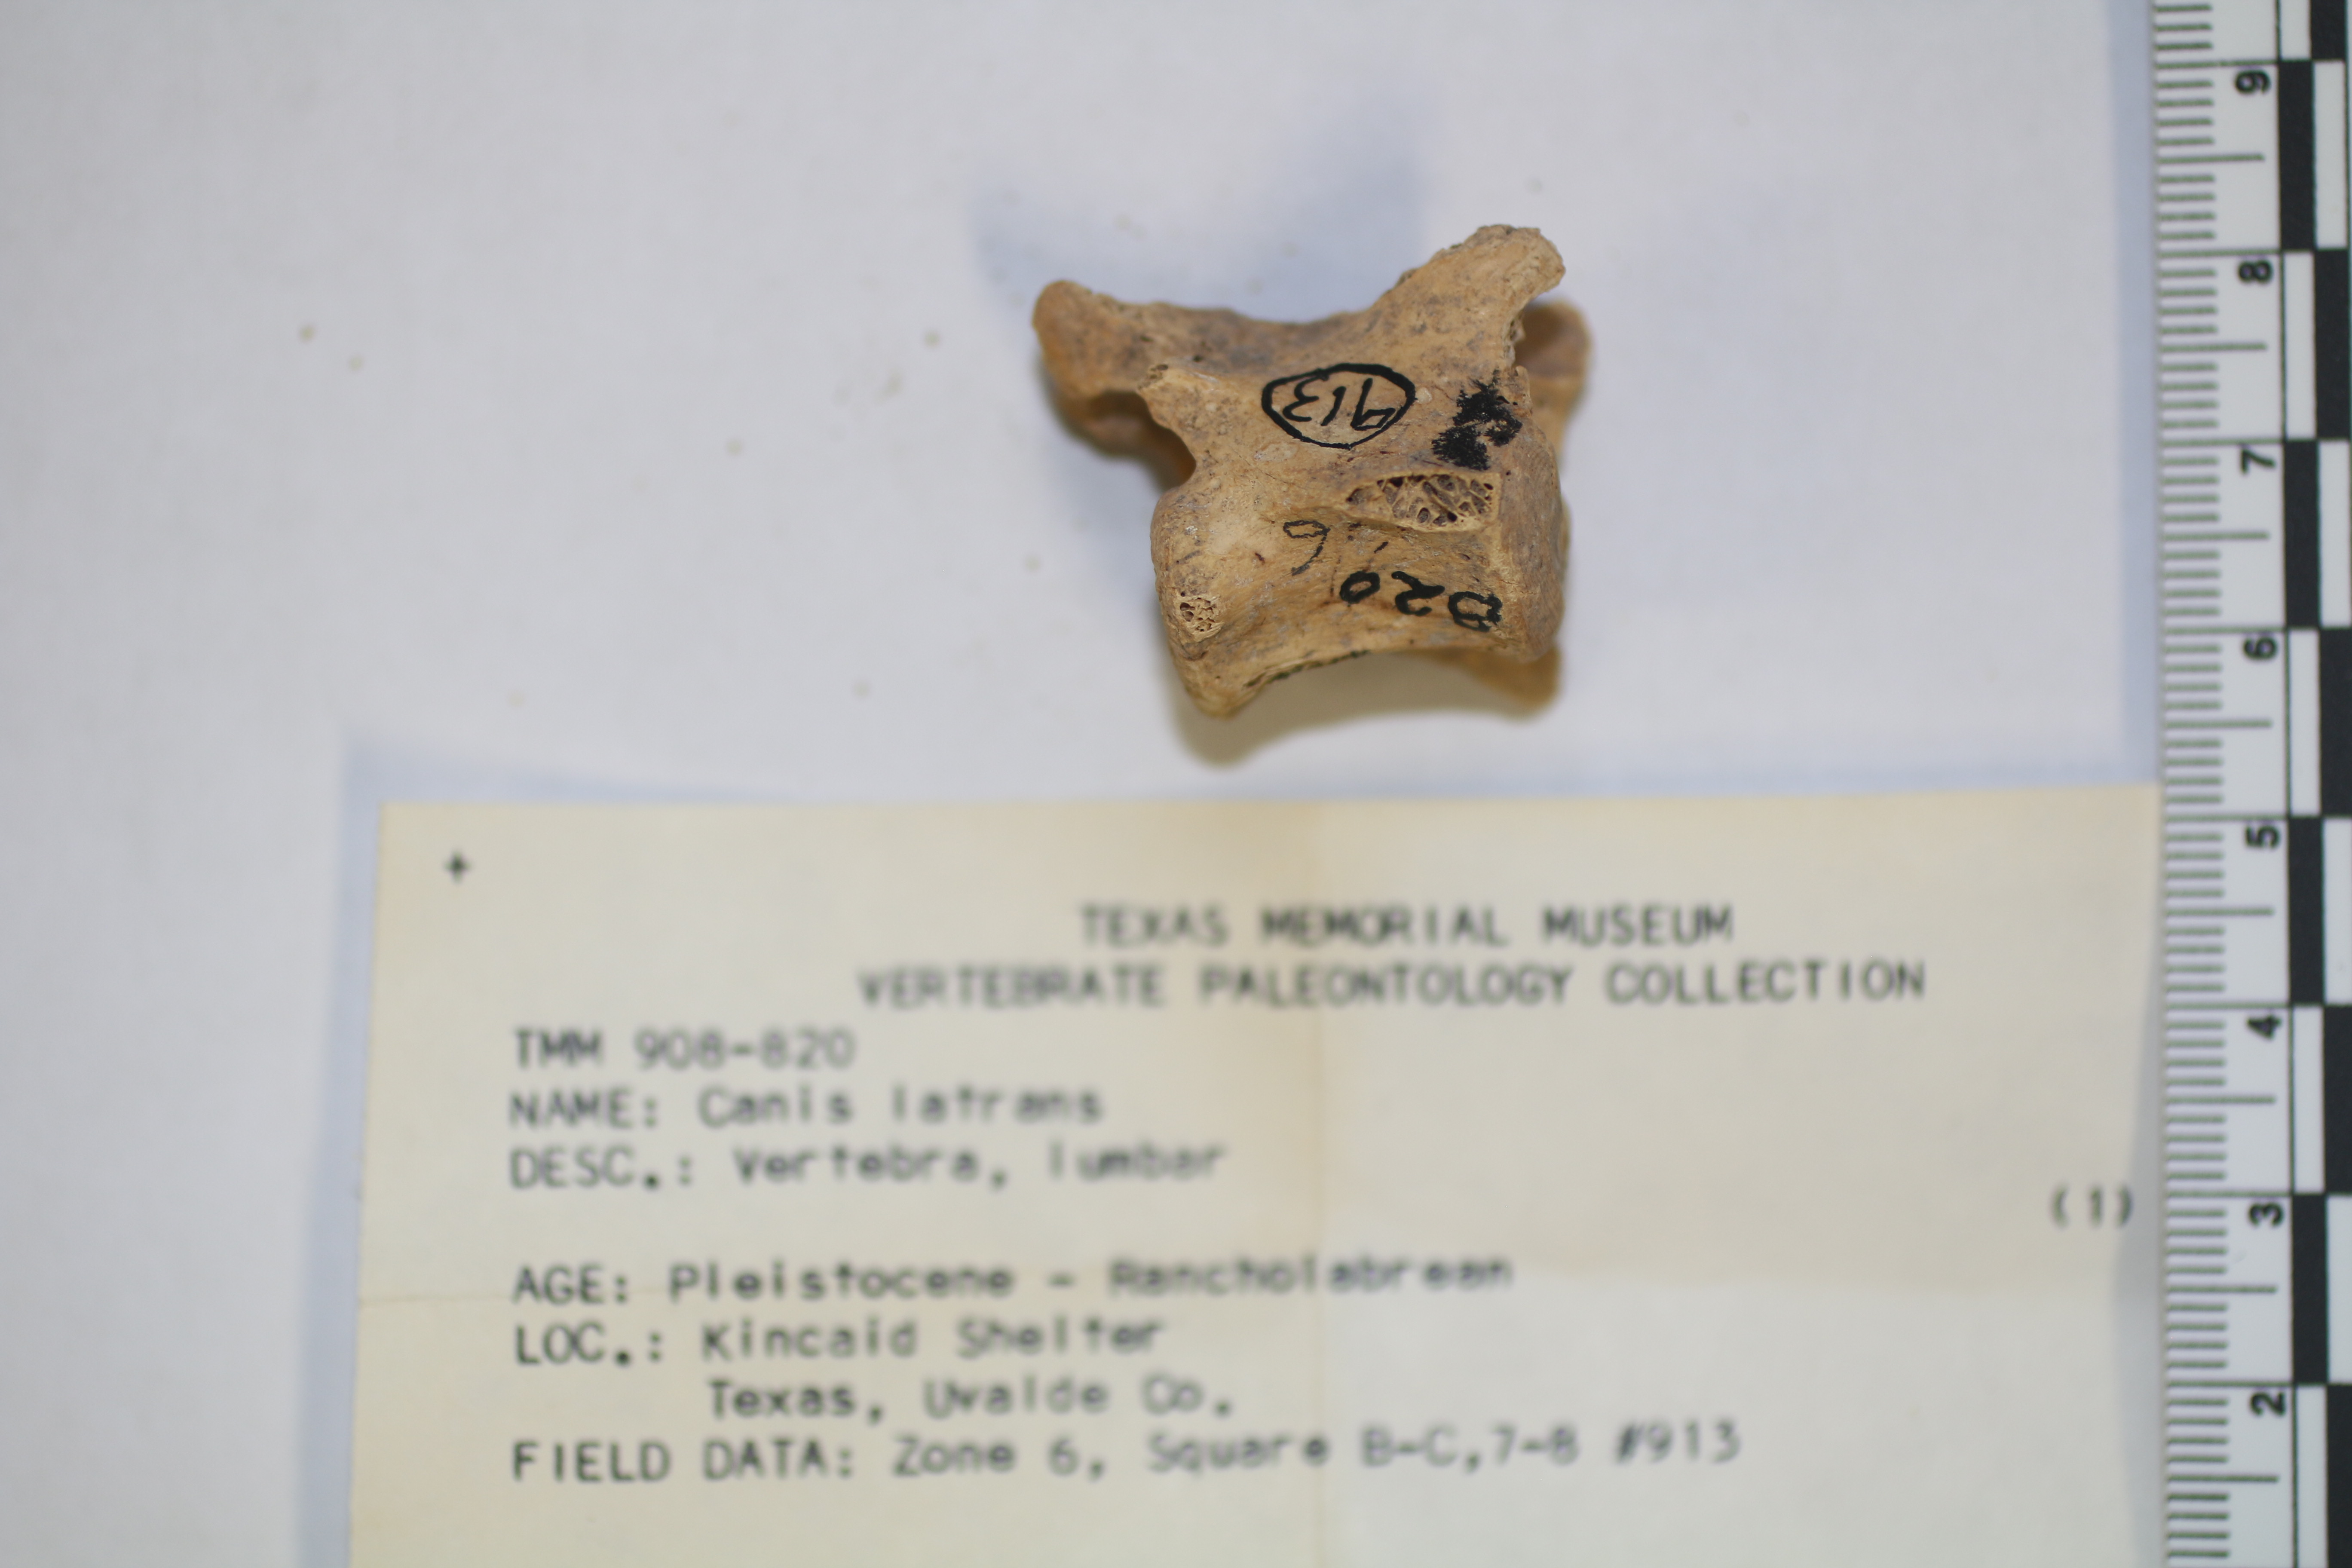 913
6
820
9
8
7
6
5
4
3
2
+
TEXAS MEMORIAL MUSEUM
VERTEBRATE PALEONTOLOGY COLLECTION
TMM 908-820
NAME: Canis latrans
DESC.: Vertebra, lumbar
(1)
AGE: Pleistocene - Rancholabrean
LOC.: Kincaid Shelter
Texas, Uvalde Co.
FIELD DATA: Zone 6, Square B-C,7-8 #913